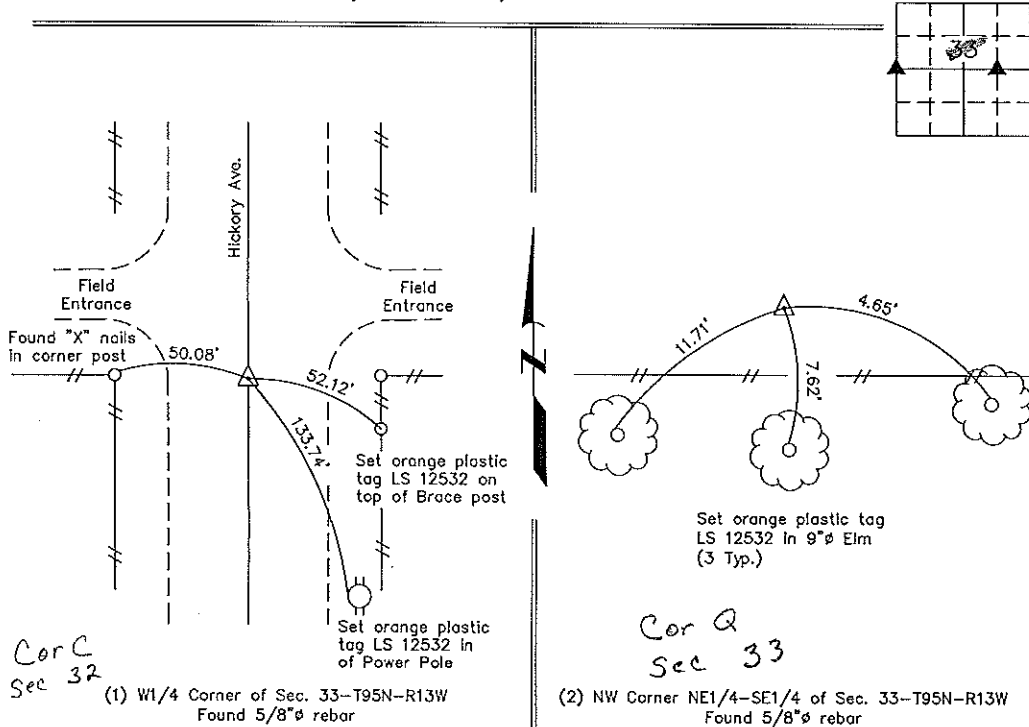 33
Hickory Ave.
Field
Entrance
Field
Entrance
Found "X" nails
in corner post
50.08'
52.12'
133.74'
Set orange plastic
tag LS 12532 on
top of Brace post
Set orange plastic
tag LS 12532 in
of Power Pole
Cor C
Sec 32
(1) W1/4 Corner of Sec. 33-T95N-R13W
Found 5/8"ø rebar
N
11.71'
4.65'
7.62'
Set orange plastic tag
LS 12532 in 9"ø Elm
(3 Typ.)
Cor Q
Sec 33
(2) NW Corner NE1/4-SE1/4 of Sec. 33-T95N-R13W
Found 5/8"ø rebar